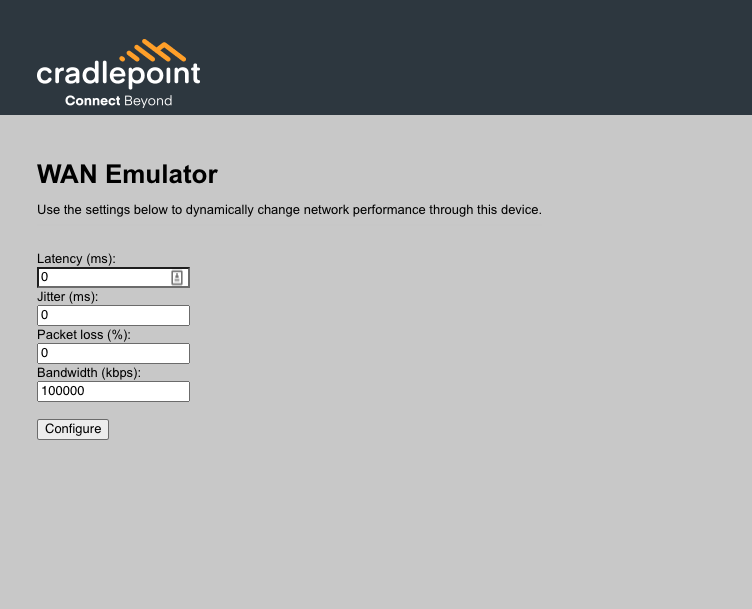 cradlepoint
Connect Beyond
WAN Emulator
Use the settings below to dynamically change network performance through this device.
Latency (ms):
0
Jitter (ms):
0
Packet loss (%):
0
Bandwidth (kbps):
100000
Configure